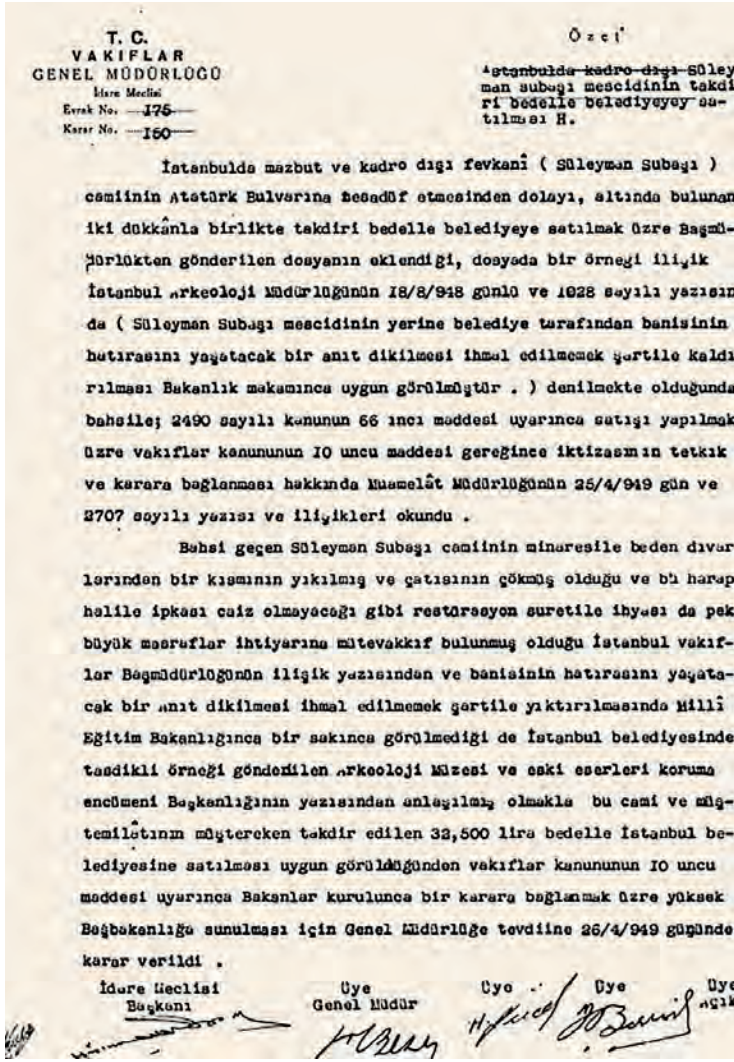 T. C.
VAKIFLAR
GENEL MÜDÜRLÜĞÜ
İdare Meclisi
Evrak No. 175
Karar No. 150
Özet
İstanbulda kadro dışı Süley
man subaşı mescidinin takdi
ri bedelle belediyeyey sa-
tılması H.
İstanbulda mazbut ve kadro dışı fevkanî ( Süleyman Subaşı )
camiinin Atatürk Bulvarına tesadüf etmesinden dolayı, altında bulunan
iki dükkânla birlikte takdiri bedelle belediyeye satılmak üzre Başmü-
dürlükten gönderilen dosyanın eklendiği, dosyada bir örneği ilişik
İstanbul Arkeoloji Müdürlüğünün 18/8/948 günlü ve 1028 sayılı yazısın
da ( Süleyman Subaşı mescidinin yerine belediye tarafından banisinin
hatırasını yaşatacak bir anıt dikilmesi ihmal edilmemek şartile kaldı
rılması Bakanlık makamınca uygun görülmüştür . ) denilmekte olduğunda
bahsile; 2490 sayılı kanunun 66 ıncı maddesi uyarınca satışı yapılmak
üzre vakıflar kanununun 10 uncu maddesi gereğince iktizasının tetkik
ve karara bağlanması hakkında Muamelât Müdürlüğünün 25/4/949 gün ve
2707 sayılı yazısı ve ilişikleri okundu .
Bahsi geçen Süleyman Subaşı camiinin minaresile beden dıvar
larından bir kısmının yıkılmış ve çatısının çökmüş olduğu ve bu harap
halile ipkası caiz olmayacağı gibi restorasyon suretile ihyası da pek
büyük masraflar ihtiyarına mütevakkıf bulunmuş olduğu İstanbul vakıf-
lar Başmüdürlüğünün ilişik yazısından ve banisinin hatırasını yaşata-
cak bir anıt dikilmesi ihmal edilmemek şartile yıktırılmasında Millî
Eğitim Bakanlığınca bir sakınca görülmediği de İstanbul belediyesinde
tasdikli örneği gönderilen Arkeoloji Müzesi ve eski eserleri koruma
encümeni Başkanlığının yazısından anlaşılmış olmakla bu cami ve müş-
temilâtının müştereken takdir edilen 32,500 lira bedelle İstanbul be-
lediyesine satılması uygun görüldüğünden vakıflar kanununun 10 uncu
maddesi uyarınca Bakanlar kurulunca bir karara bağlanmak üzre yüksek
Başbakanlığa sunulması için Genel Müdürlüğe tevdiine 26/4/949 gününde
karar verildi .
İdare Meclisi Üye Üye Üye Üye
Başkanı Genel Müdür